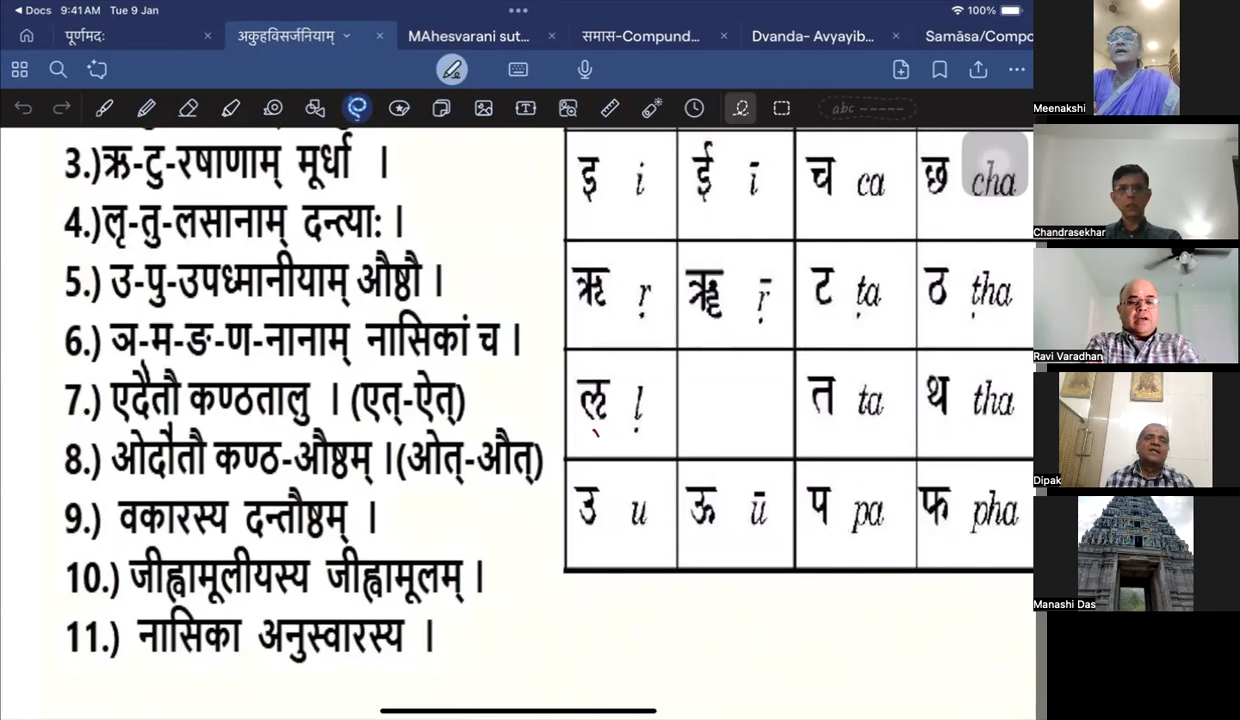 Docs 9:41 AM Tue 9 Jan 100%
पूर्णमदः अकुहविसर्जनियाम् MAhesvarani sut... समास-Compund... Dvanda- Avyayib... Samāsa/Compo
abc
3.)ऋ-टु-रषाणाम् मूर्धा ।
4.)लृ-तु-लसानाम् दन्त्याः ।
5.) उ-पु-उपध्मानीयाम् औष्ठौ ।
6.) ञ-म-ङ-ण-नानाम् नासिकां च ।
7.) एदैतौ कण्ठतालु । (एत्-ऐत्)
8.) ओदौतौ कण्ठ-औष्ठम् ।(ओत्-औत्)
9.) वकारस्य दन्तौष्ठम् ।
10.) जीह्वामूलीयस्य जीह्वामूलम् ।
11.) नासिका अनुस्वारस्य ।
इ i ई ī च ca छ cha
ऋ ṛ ॠ ṝ ट ṭa ठ ṭha
ऌ ḷ त ta थ tha
उ u ऊ ū प pa फ pha
Meenakshi
Chandrasekhar
Ravi Varadhan
Dipak
Manashi Das